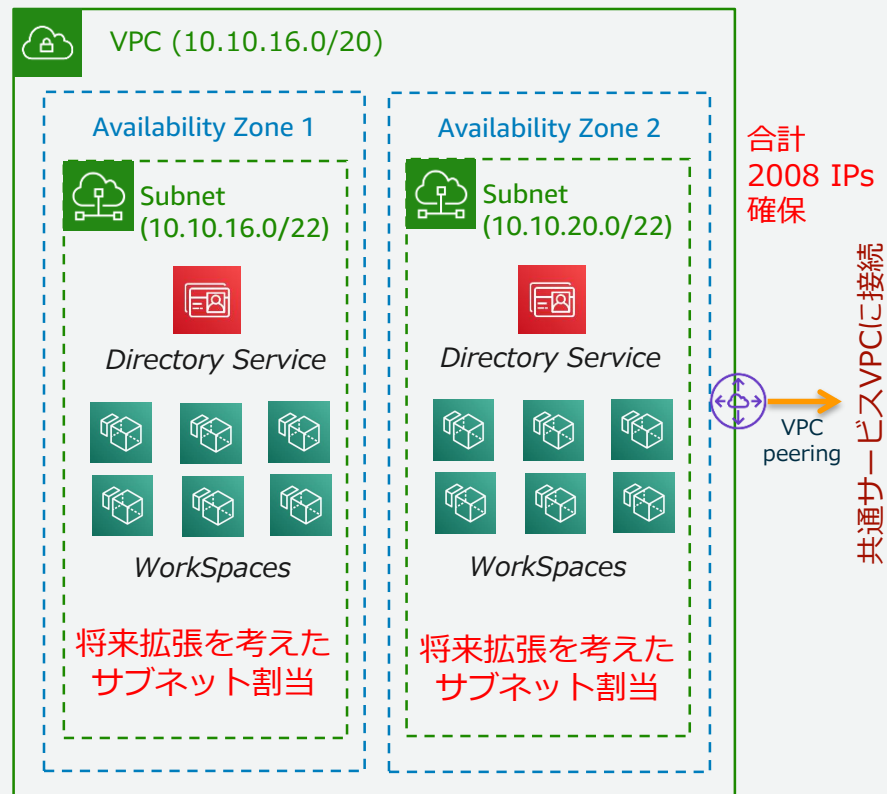 VPC (10.10.16.0/20)
Availability Zone 1
Subnet
(10.10.16.0/22)
Directory Service
WorkSpaces
将来拡張を考えた
サブネット割当
Availability Zone 2
Subnet
(10.10.20.0/22)
Directory Service
WorkSpaces
将来拡張を考えた
サブネット割当
合計
2008 IPs
確保
VPC
peering
共通サービスVPCに接続